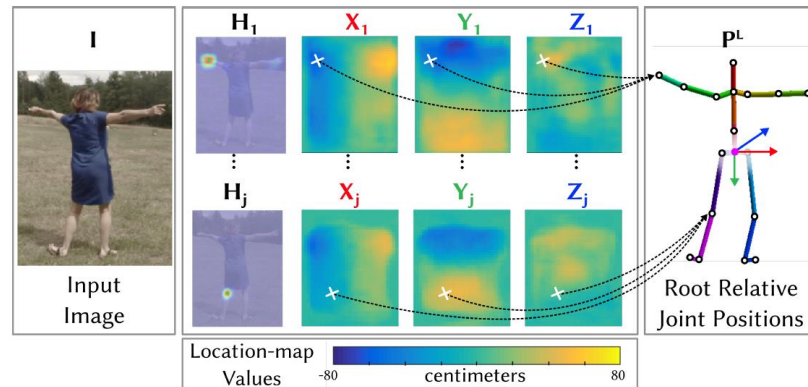 I
H₁ X₁ Y₁ Z₁
Pᴸ
⋮ ⋮ ⋮ ⋮
Hⱼ Xⱼ Yⱼ Zⱼ
Input
Image
Root Relative
Joint Positions
Location-map
Values
-80 centimeters 80